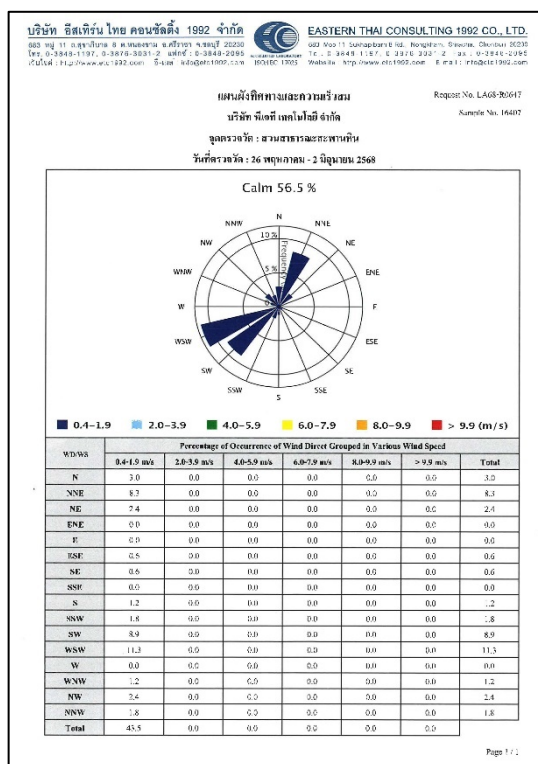 บริษัท อีสเทิร์น ไทย คอนซัลติ้ง 1992 จำกัด
EASTERN THAI CONSULTING 1992 CO., LTD.
แผนผังทิศทางและความเร็วลม
Request No. LA68-R0647
บริษัท พีเอที เทคโนโลยี จำกัด
Sample No. 16407
จุดตรวจวัด : สวนสาธารณะสะพานหิน
วันที่ตรวจวัด : 26 พฤษภาคม - 2 มิถุนายน 2568
Calm 56.5 %
N
NNW NNE
NW NE
WNW ENE
W E
WSW ESE
SW SE
SSW SSE
S
10 %
5 %
Frequency
0.4-1.9 2.0-3.9 4.0-5.9 6.0-7.9 8.0-9.9 > 9.9 (m/s)
WD/WS Percentage of Occurrence of Wind Direct Grouped in Various Wind Speed
0.4-1.9 m/s 2.0-3.9 m/s 4.0-5.9 m/s 6.0-7.9 m/s 8.0-9.9 m/s > 9.9 m/s Total
N 3.0 0.0 0.0 0.0 0.0 0.0 3.0
NNE 8.3 0.0 0.0 0.0 0.0 0.0 8.3
NE 2.4 0.0 0.0 0.0 0.0 0.0 2.4
ENE 0.0 0.0 0.0 0.0 0.0 0.0 0.0
E 0.0 0.0 0.0 0.0 0.0 0.0 0.0
ESE 0.6 0.0 0.0 0.0 0.0 0.0 0.6
SE 0.6 0.0 0.0 0.0 0.0 0.0 0.6
SSE 0.0 0.0 0.0 0.0 0.0 0.0 0.0
S 1.2 0.0 0.0 0.0 0.0 0.0 1.2
SSW 1.8 0.0 0.0 0.0 0.0 0.0 1.8
SW 8.9 0.0 0.0 0.0 0.0 0.0 8.9
WSW 11.3 0.0 0.0 0.0 0.0 0.0 11.3
W 0.0 0.0 0.0 0.0 0.0 0.0 0.0
WNW 1.2 0.0 0.0 0.0 0.0 0.0 1.2
NW 2.4 0.0 0.0 0.0 0.0 0.0 2.4
NNW 1.8 0.0 0.0 0.0 0.0 0.0 1.8
Total 43.5 0.0 0.0 0.0 0.0 0.0